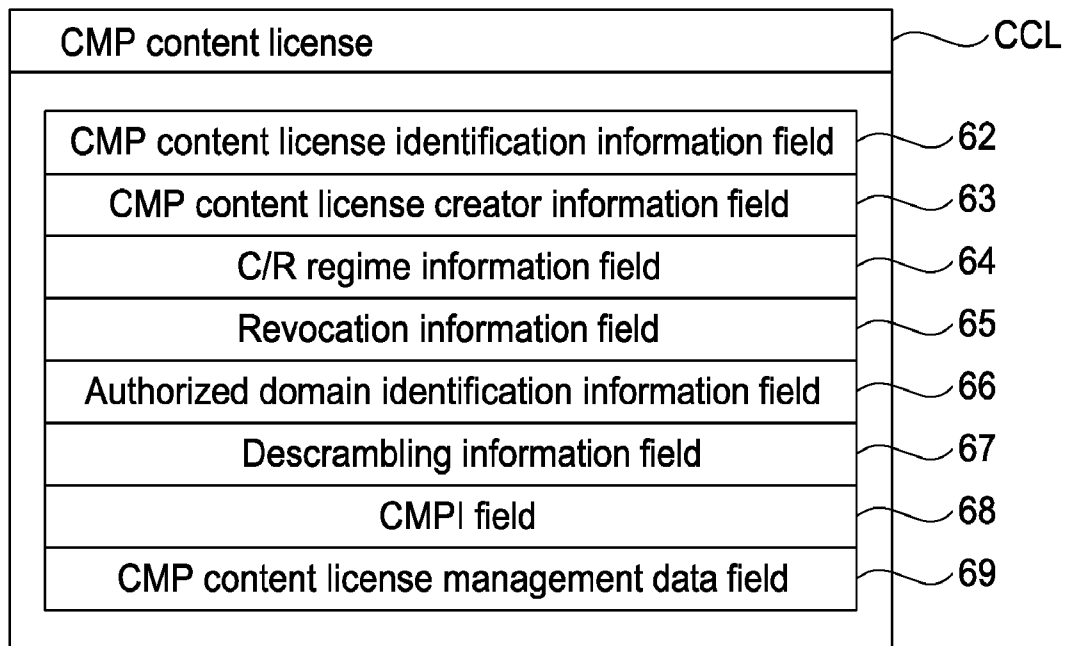 CMP content license
CCL
CMP content license identification information field
62
CMP content license creator information field
63
C/R regime information field
64
Revocation information field
65
Authorized domain identification information field
66
Descrambling information field
67
CMPI field
68
CMP content license management data field
69